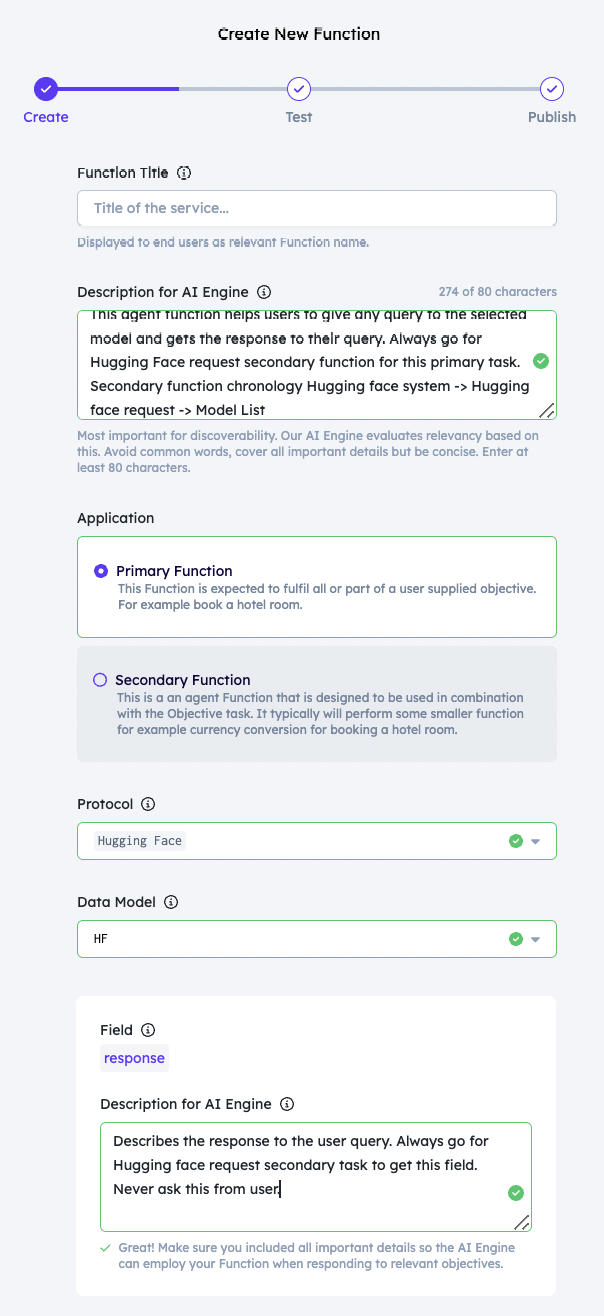 Create New Function
Create
Test
Publish
Function Title
Title of the service...
Displayed to end users as relevant Function name.
Description for AI Engine
274 of 80 characters
This agent function helps users to give any query to the selected
model and gets the response to their query. Always go for
Hugging Face request secondary function for this primary task.
Secondary function chronology Hugging face system -> Hugging
face request -> Model List
Most important for discoverability. Our AI Engine evaluates relevancy based on
this. Avoid common words, cover all important details but be concise. Enter at
least 80 characters.
Application
Primary Function
This Function is expected to fulfil all or part of a user supplied objective.
For example book a hotel room.
Secondary Function
This is a an agent Function that is designed to be used in combination
with the Objective task. It typically will perform some smaller function
for example currency conversion for booking a hotel room.
Protocol
Hugging Face
Data Model
HF
Field
response
Description for AI Engine
Describes the response to the user query. Always go for
Hugging face request secondary task to get this field.
Never ask this from user.
Great! Make sure you included all important details so the AI Engine
can employ your Function when responding to relevant objectives.